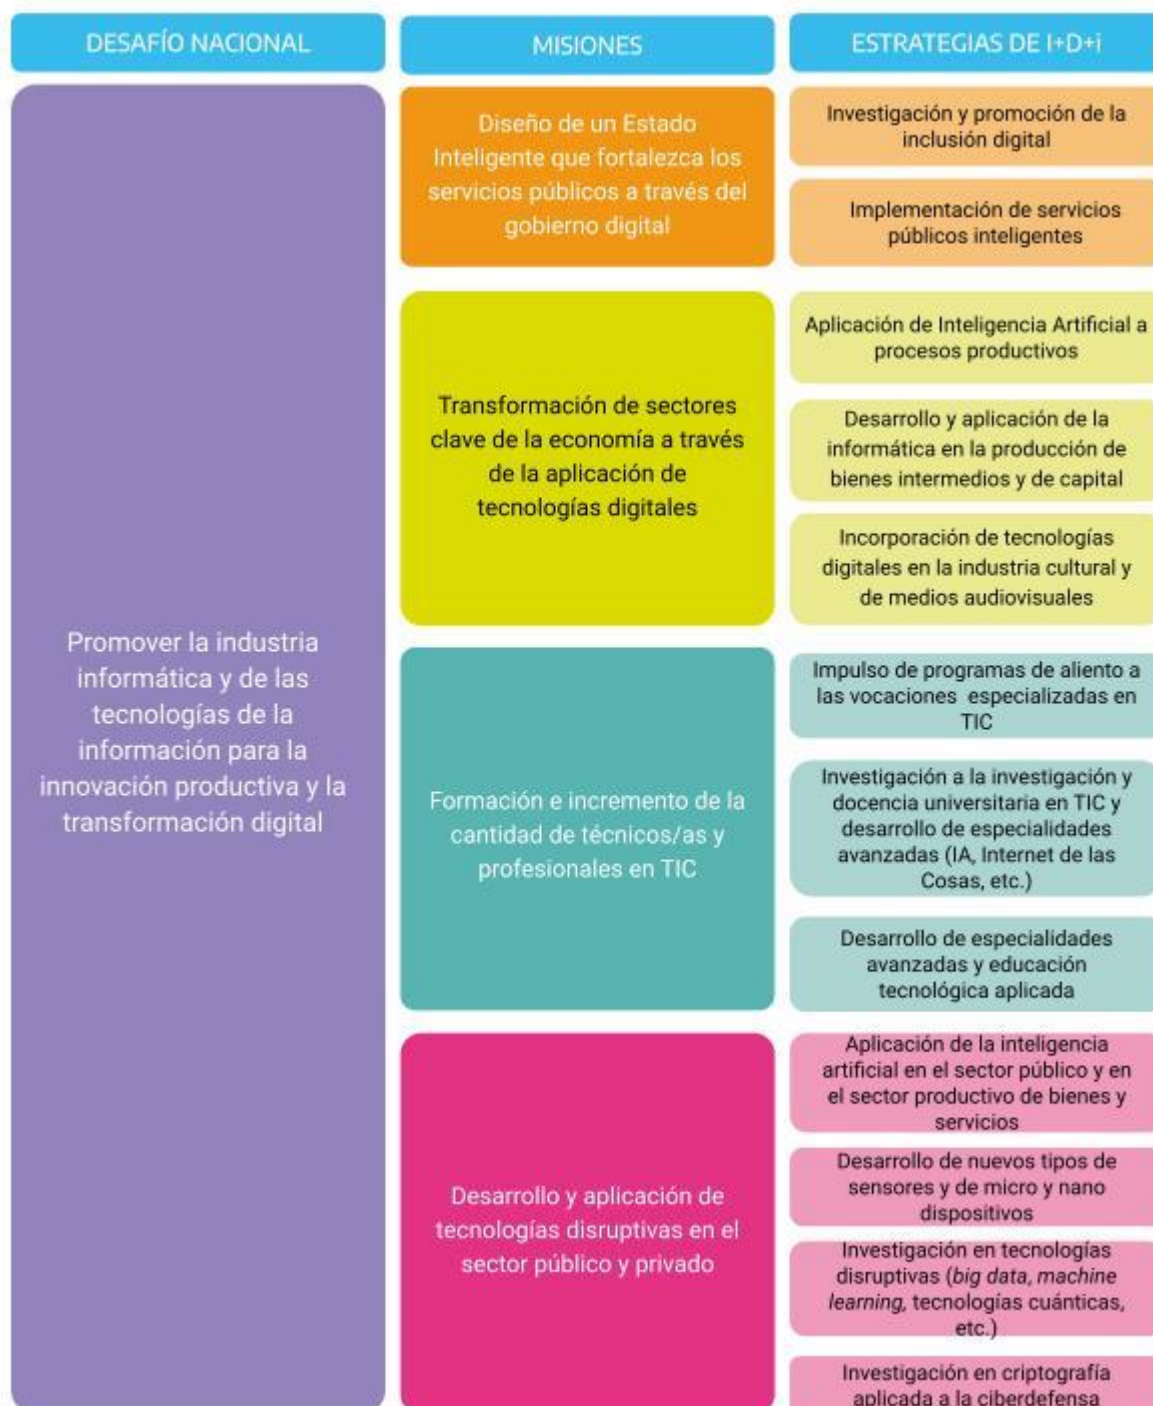 DESAFÍO NACIONAL
MISIONES
ESTRATEGIAS DE I+D+i
Promover la industria
informática y de las
tecnologías de la
información para la
innovación productiva y la
transformación digital
Diseño de un Estado
Inteligente que fortalezca los
servicios públicos a través del
gobierno digital
Investigación y promoción de la
inclusión digital
Implementación de servicios
públicos inteligentes
Transformación de sectores
clave de la economía a través
de la aplicación de
tecnologías digitales
Aplicación de Inteligencia Artificial a
procesos productivos
Desarrollo y aplicación de la
informática en la producción de
bienes intermedios y de capital
Incorporación de tecnologías
digitales en la industria cultural y
de medios audiovisuales
Formación e incremento de la
cantidad de técnicos/as y
profesionales en TIC
Impulso de programas de aliento a
las vocaciones especializadas en
TIC
Investigación a la investigación y
docencia universitaria en TIC y
desarrollo de especialidades
avanzadas (IA, Internet de las
Cosas, etc.)
Desarrollo de especialidades
avanzadas y educación
tecnológica aplicada
Desarrollo y aplicación de
tecnologías disruptivas en el
sector público y privado
Aplicación de la inteligencia
artificial en el sector público y en
el sector productivo de bienes y
servicios
Desarrollo de nuevos tipos de
sensores y de micro y nano
dispositivos
Investigación en tecnologías
disruptivas (big data, machine
learning, tecnologías cuánticas,
etc.)
Investigación en criptografía
aplicada a la ciberdefensa